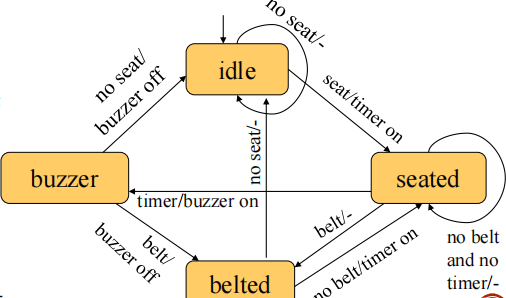 no seat/-
no seat/
buzzer off
idle
seat/timer on
no seat/-
buzzer
seated
timer/buzzer on
belt/-
belt/
buzzer off
no belt/timer on
no belt
and no
timer/-
belted